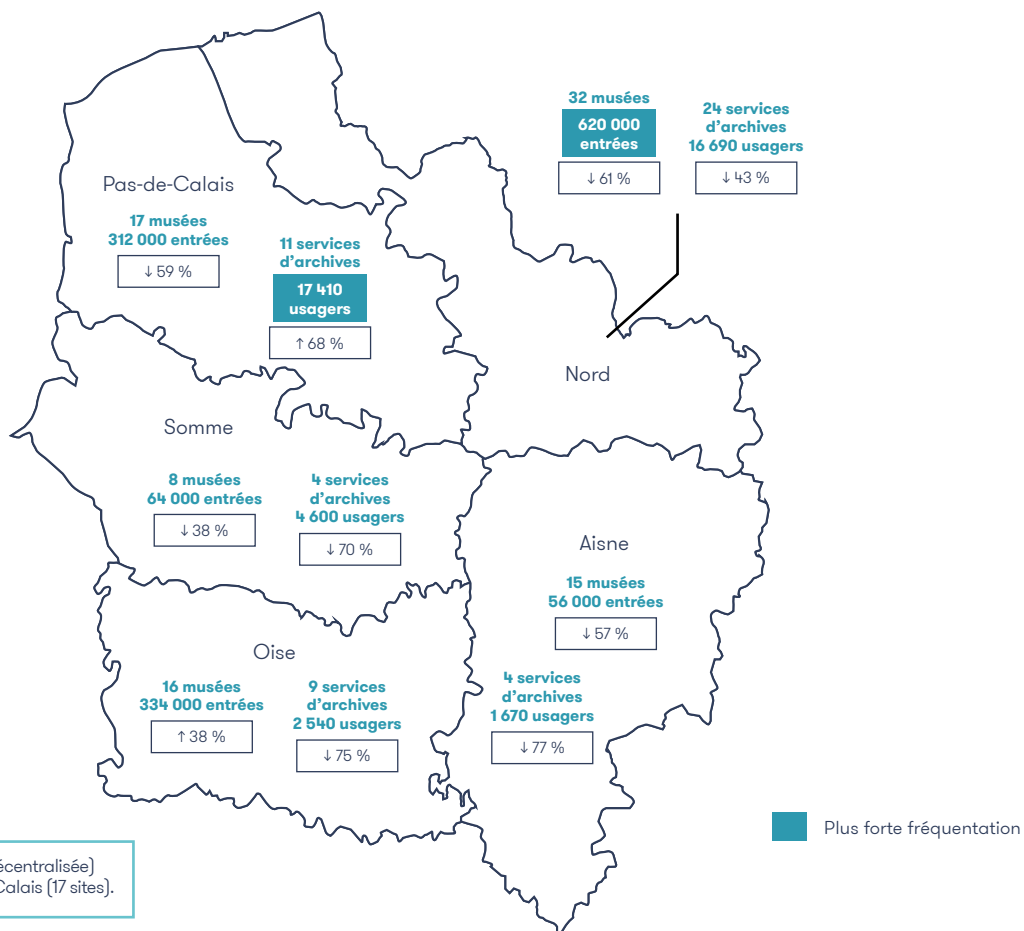 32 musées
620 000
entrées
↓ 61 %
24 services
d'archives
16 690 usagers
↓ 43 %
Pas-de-Calais
17 musées
312 000 entrées
↓ 59 %
11 services
d'archives
17 410
usagers
↑ 68 %
Nord
Somme
8 musées
64 000 entrées
↓ 38 %
4 services
d'archives
4 600 usagers
↓ 70 %
Aisne
15 musées
56 000 entrées
↓ 57 %
4 services
d'archives
1 670 usagers
↓ 77 %
Oise
16 musées
334 000 entrées
↑ 38 %
9 services
d'archives
2 540 usagers
↓ 75 %
Plus forte fréquentation
écentralisée)
Calais (17 sites).